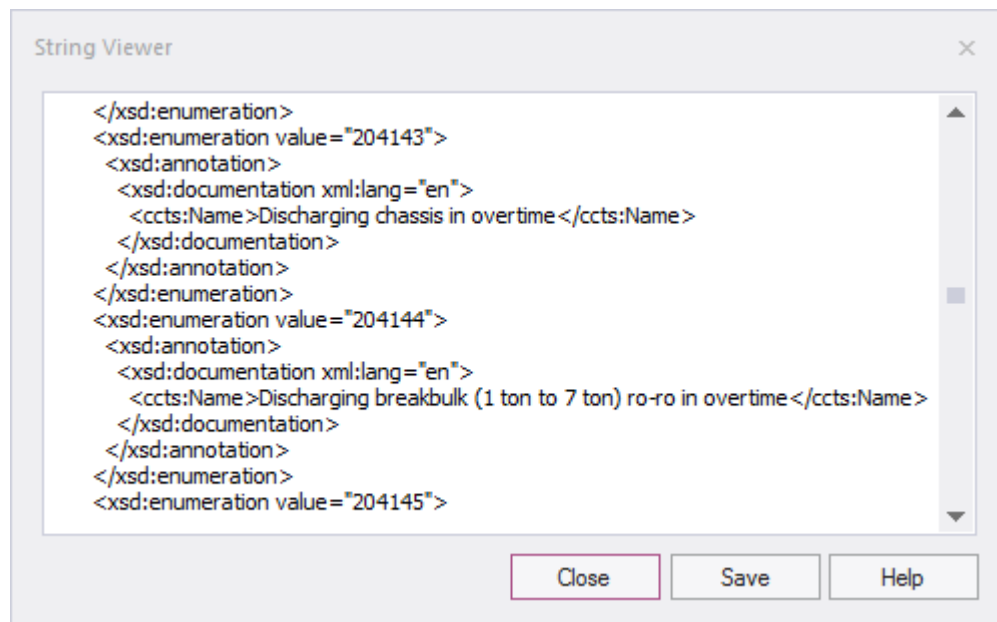 String Viewer
</xsd:enumeration>
<xsd:enumeration value="204143">
<xsd:annotation>
<xsd:documentation xml:lang="en">
<ccts:Name>Discharging chassis in overtime</ccts:Name>
</xsd:documentation>
</xsd:annotation>
</xsd:enumeration>
<xsd:enumeration value="204144">
<xsd:annotation>
<xsd:documentation xml:lang="en">
<ccts:Name>Discharging breakbulk (1 ton to 7 ton) ro-ro in overtime</ccts:Name>
</xsd:documentation>
</xsd:annotation>
</xsd:enumeration>
<xsd:enumeration value="204145">
Close Save Help